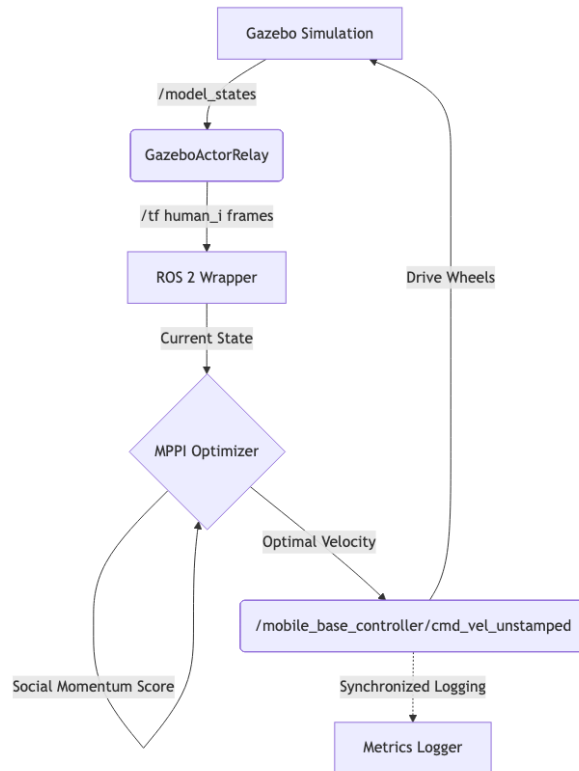 Gazebo Simulation
/model_states
GazeboActorRelay
/tf human_i frames
ROS 2 Wrapper
Drive Wheels
Current State
MPPI Optimizer
Optimal Velocity
/mobile_base_controller/cmd_vel_unstamped
Social Momentum Score
Synchronized Logging
Metrics Logger